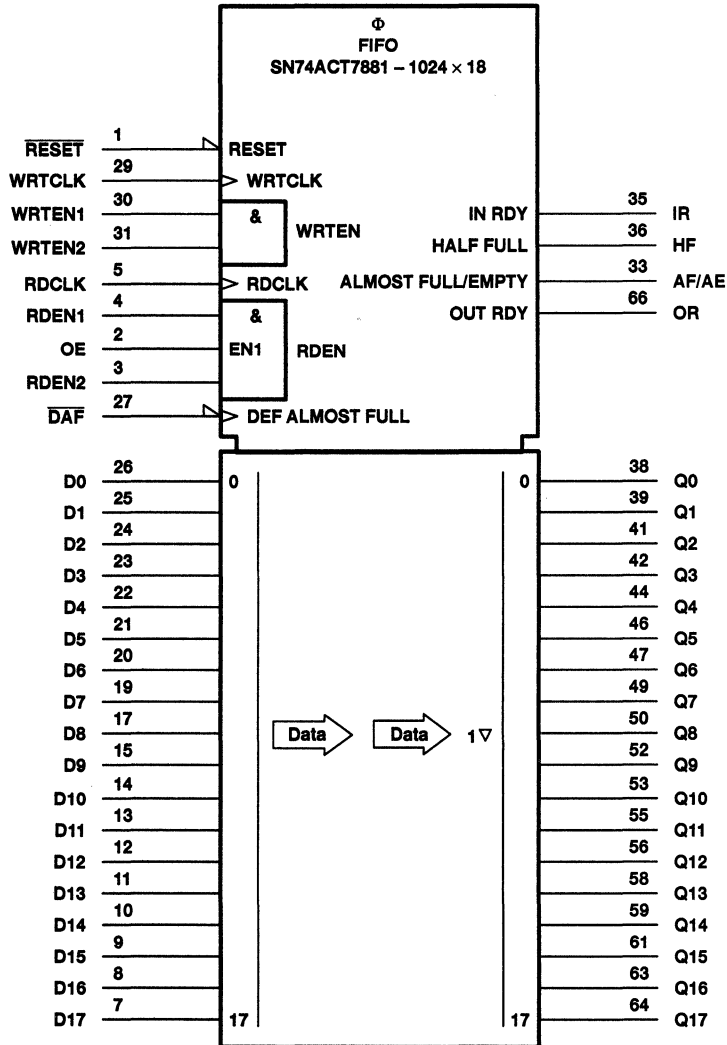 Φ
FIFO
SN74ACT7881 – 1024 × 18
RESET 1 RESET
WRTCLK 29 WRTCLK
WRTEN1 30 & IN RDY 35 IR
WRTEN
WRTEN2 31 HALF FULL 36 HF
RDCLK 5 RDCLK ALMOST FULL/EMPTY 33 AF/AE
RDEN1 4 & OUT RDY 66 OR
OE 2 EN1 RDEN
RDEN2 3
DAF 27 DEF ALMOST FULL
D0 26 0 0 38 Q0
D1 25 39 Q1
D2 24 41 Q2
D3 23 42 Q3
D4 22 44 Q4
D5 21 46 Q5
D6 20 47 Q6
D7 19 49 Q7
D8 17 Data Data 1 ▽ 50 Q8
D9 15 52 Q9
D10 14 53 Q10
D11 13 55 Q11
D12 12 56 Q12
D13 11 58 Q13
D14 10 59 Q14
D15 9 61 Q15
D16 8 63 Q16
D17 7 17 17 64 Q17